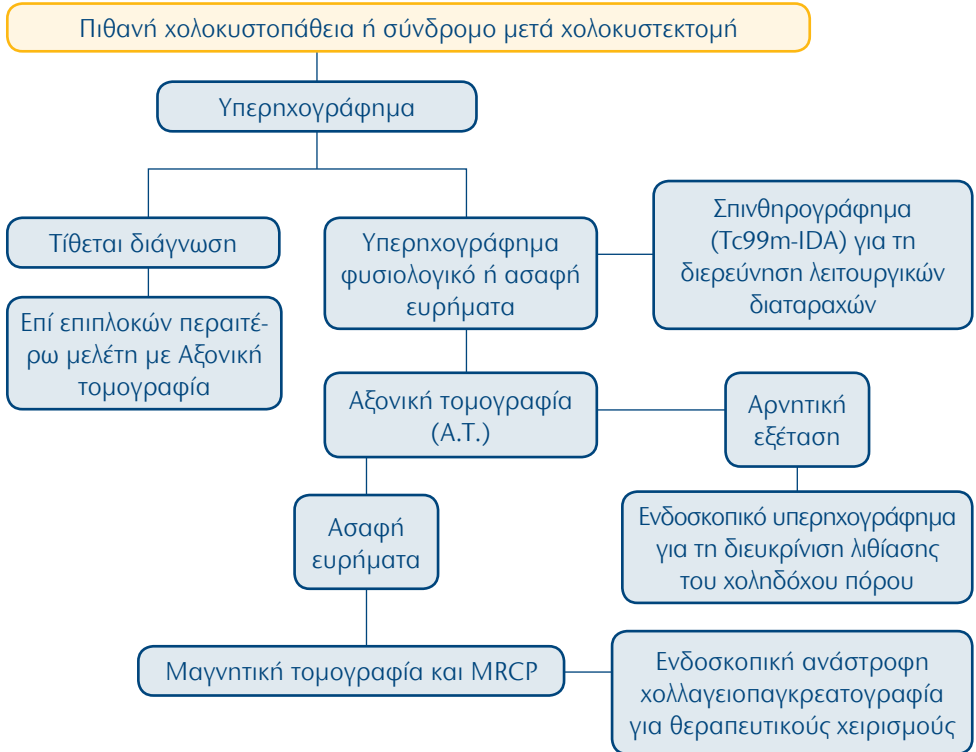 Πιθανή χολοκυστοπάθεια ή σύνδρομο μετά χολοκυστεκτομή
Υπερηχογράφημα
Τίθεται διάγνωση
Επί επιπλοκών περαιτέ-
ρω μελέτη με Αξονική
τομογραφία
Υπερηχογράφημα
φυσιολογικό ή ασαφή
ευρήματα
Σπινθηρογράφημα
(Tc99m-IDA) για τη
διερεύνηση λειτουργικών
διαταραχών
Αξονική τομογραφία
(Α.Τ.)
Αρνητική
εξέταση
Ενδοσκοπικό υπερηχογράφημα
για τη διευκρίνιση λιθίασης
του χοληδόχου πόρου
Ασαφή
ευρήματα
Μαγνητική τομογραφία και MRCP
Ενδοσκοπική ανάστροφη
χολλαγειοπαγκρεατογραφία
για θεραπευτικούς χειρισμούς